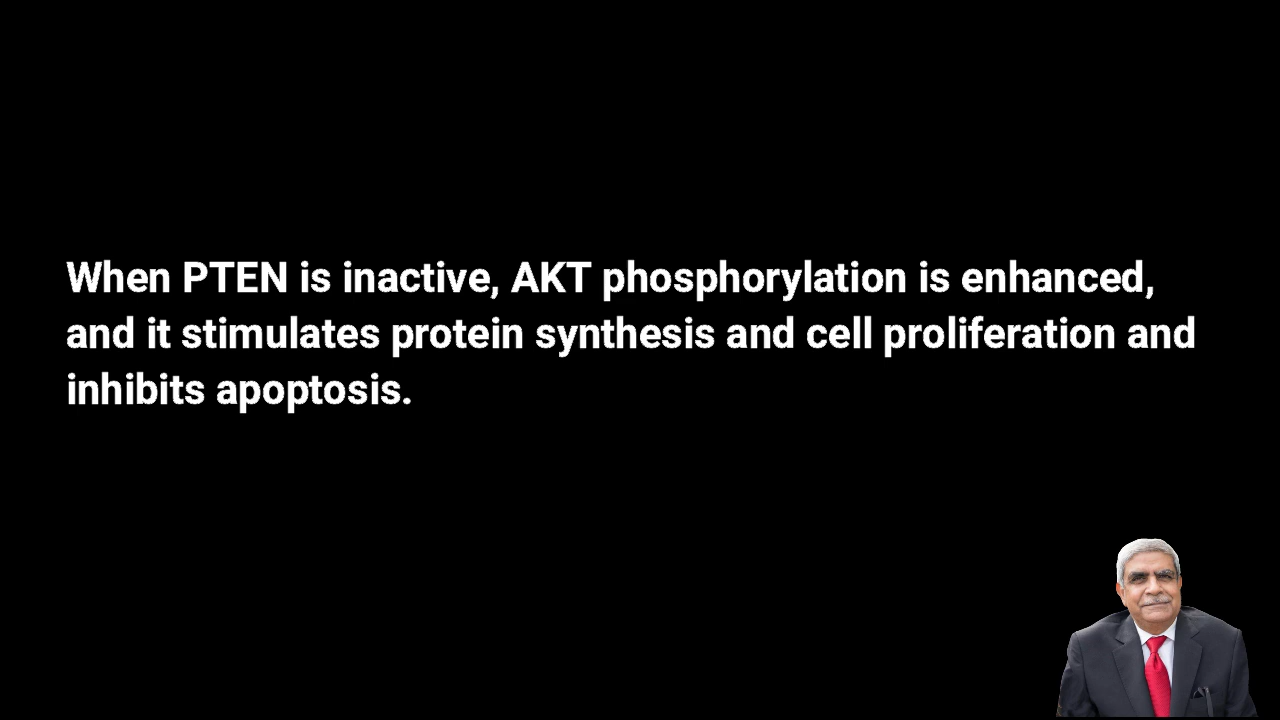 When PTEN is inactive, AKT phosphorylation is enhanced,
and it stimulates protein synthesis and cell proliferation and
inhibits apoptosis.